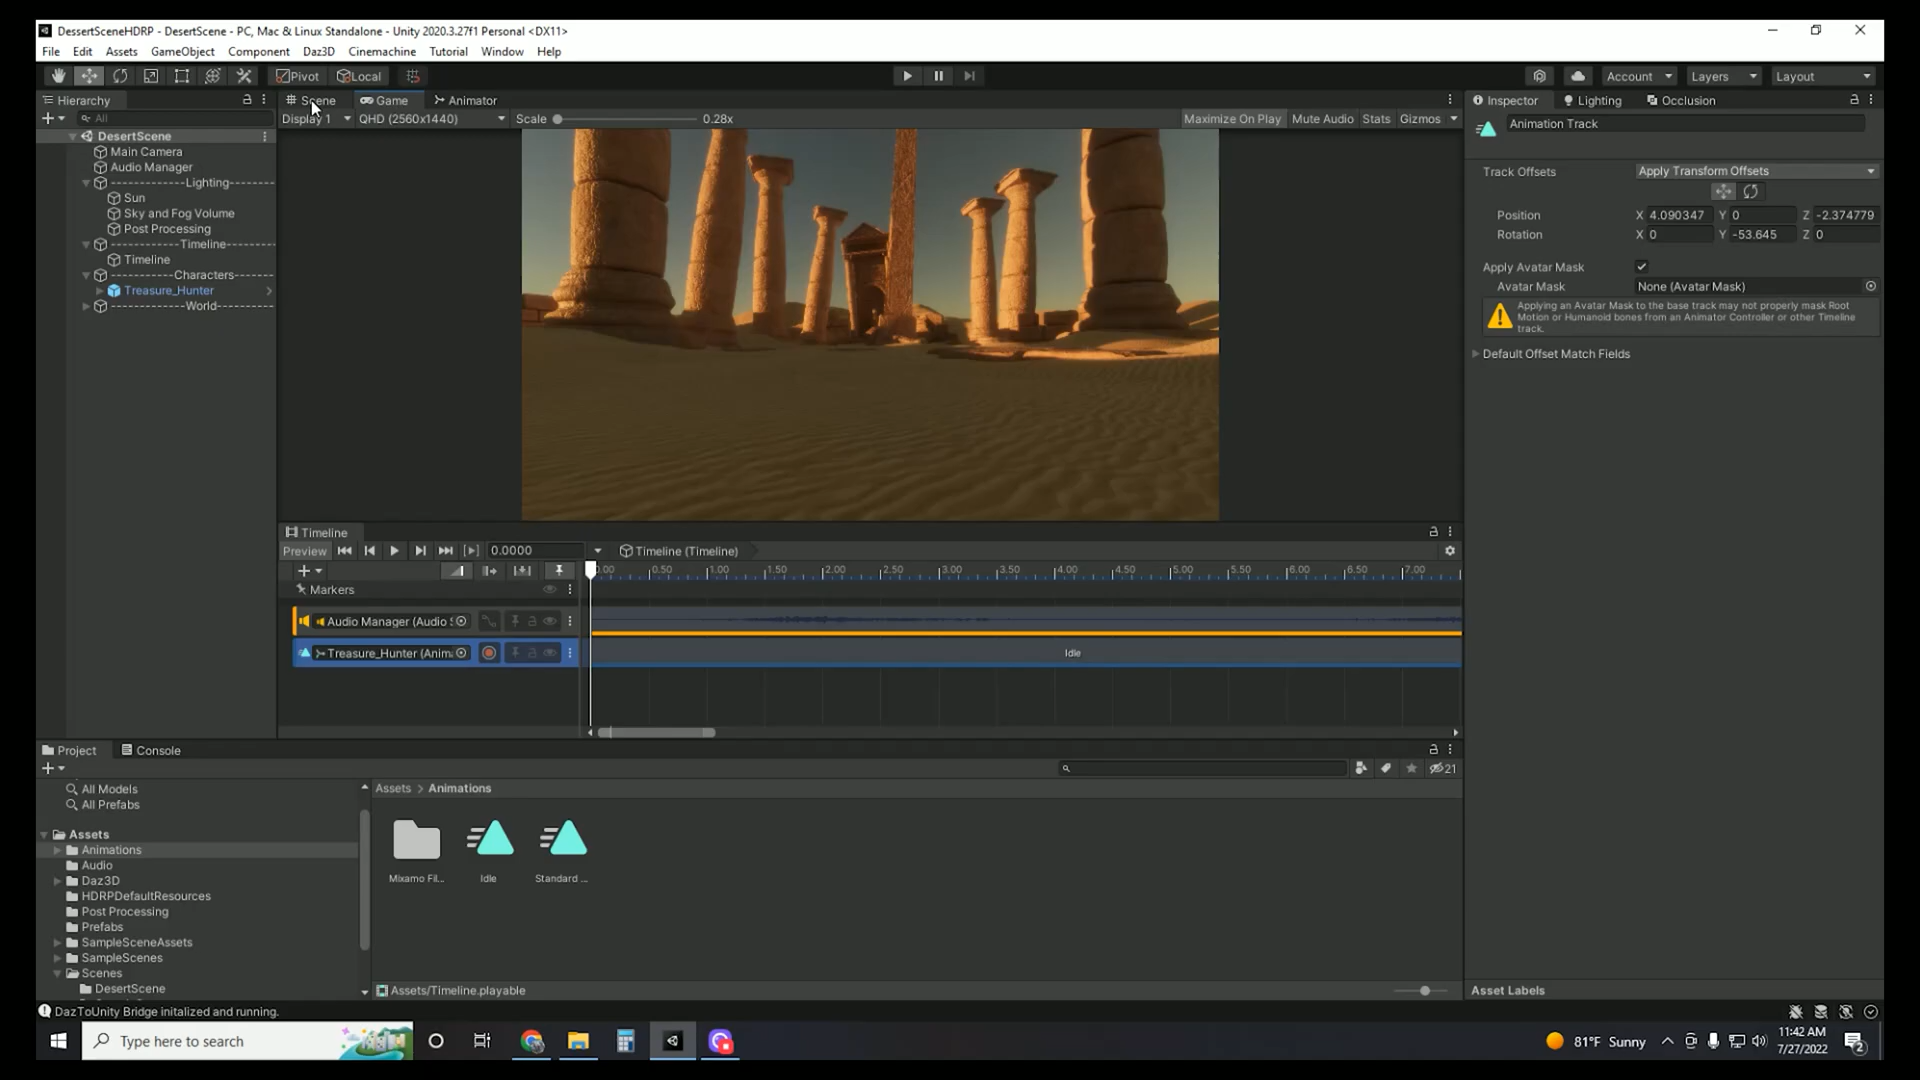 DessertSceneHDRP - DesertScene - PC, Mac & Linux Standalone - Unity 2020.3.27f1 Personal <DX11>
File Edit Assets GameObject Component Daz3D Cinemachine Tutorial Window Help
Pivot Local Account Layers Layout
Hierarchy Scene Game Animator Inspector Lighting Occlusion
All Display 1 QHD (2560x1440) Scale 0.28x Maximize On Play Mute Audio Stats Gizmos
DesertScene
Main Camera
Audio Manager
------------Lighting-------
Sun
Sky and Fog Volume
Post Processing
------------Timeline-------
Timeline
----------Characters------
Treasure_Hunter
------------World---------
Animation Track
Track Offsets Apply Transform Offsets
Position X 4.090347 Y 0 Z -2.374779
Rotation X 0 Y -53.645 Z 0
Apply Avatar Mask
Avatar Mask None (Avatar Mask)
Applying an Avatar Mask to the base track may not properly mask Root
Motion or Humanoid bones from an Animator Controller or other Timeline
track.
Default Offset Match Fields
Timeline
Preview 0.0000 Timeline (Timeline)
0:00 0:50 1:00 1:50 2:00 2:50 3:00 3:50 4:00 4:50 5:00 5:50 6:00 6:50 7:00
Markers
Audio Manager (Audio S
Treasure_Hunter (Anim Idle
Project Console
21
All Models
All Prefabs
Assets
Animations
Audio
Daz3D
HDRPDefaultResources
Post Processing
Prefabs
SampleSceneAssets
SampleScenes
Scenes
DesertScene
Assets > Animations
Mixamo Fil... Idle Standard ...
Assets/Timeline.playable
Asset Labels
DazToUnity Bridge initalized and running.
Type here to search
81°F Sunny
11:42 AM
7/27/2022
2